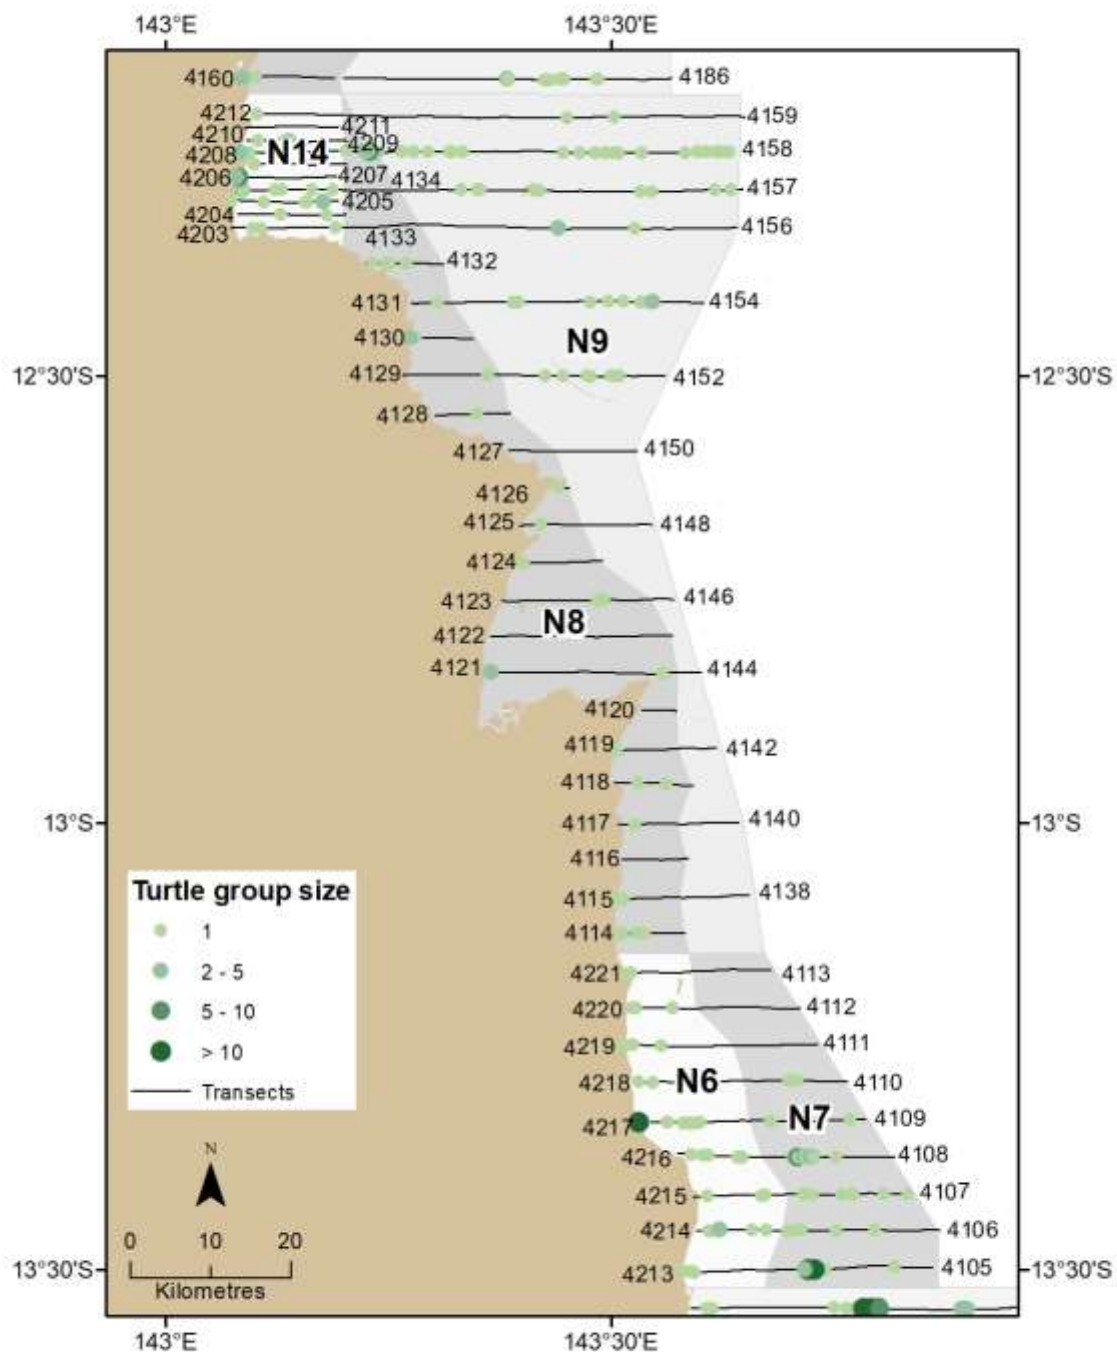 143°E 143°30'E
4160 4186
4212 4159
4210 4211
4208 4209 4158
N14
4206 4207 4134 4157
4205
4204
4203 4133 4156
4132
4131 4154
4130 N9
12°30'S 4129 4152 12°30'S
4128
4127 4150
4126
4125 4148
4124
4123 4146
N8
4122
4121 4144
4120
4119 4142
4118
13°S 4117 4140 13°S
4116
4115 4138
4114
4221 4113
4220 4112
4219 4111
4218 N6 4110
4217 N7 4109
4216 4108
4215 4107
4214 4106
13°30'S 4213 4105 13°30'S
Turtle group size
1
2 - 5
5 - 10
> 10
Transects
N
0 10 20
Kilometres
143°E 143°30'E